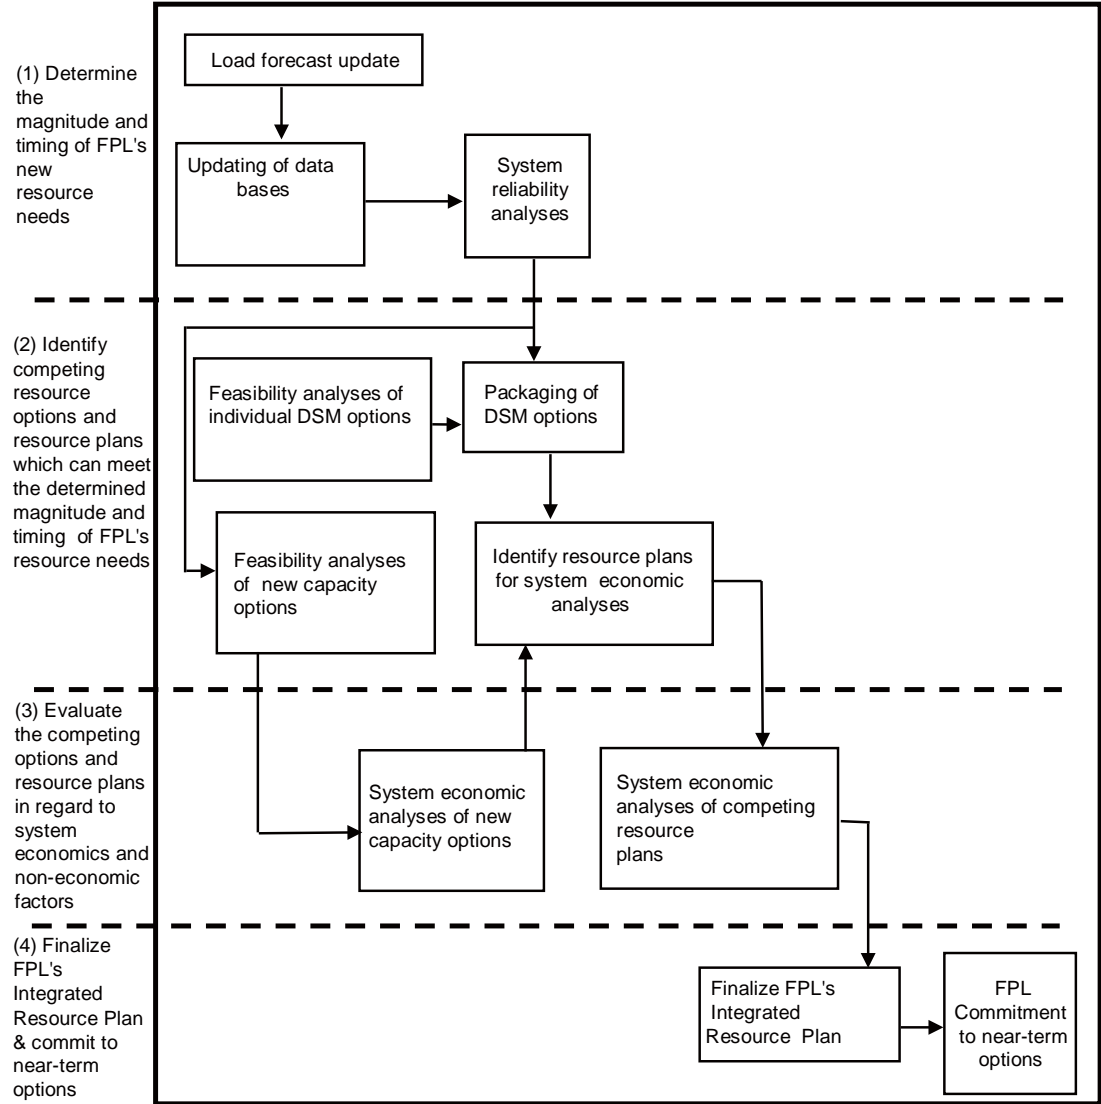 (1) Determine
the
magnitude and
timing of FPL's
new
resource
needs
Load forecast update
Updating of data
bases
System
reliability
analyses
(2) Identify
competing
resource
options and
resource plans
which can meet
the determined
magnitude and
timing of FPL's
resource needs
Feasibility analyses of
individual DSM options
Packaging of
DSM options
Feasibility analyses
of new capacity
options
Identify resource plans
for system economic
analyses
(3) Evaluate
the competing
options and
resource plans
in regard to
system
economics and
non-economic
factors
System economic
analyses of new
capacity options
System economic
analyses of competing
resource
plans
(4) Finalize
FPL's
Integrated
Resource Plan
& commit to
near-term
options
Finalize FPL's
Integrated
Resource Plan
FPL
Commitment
to near-term
options